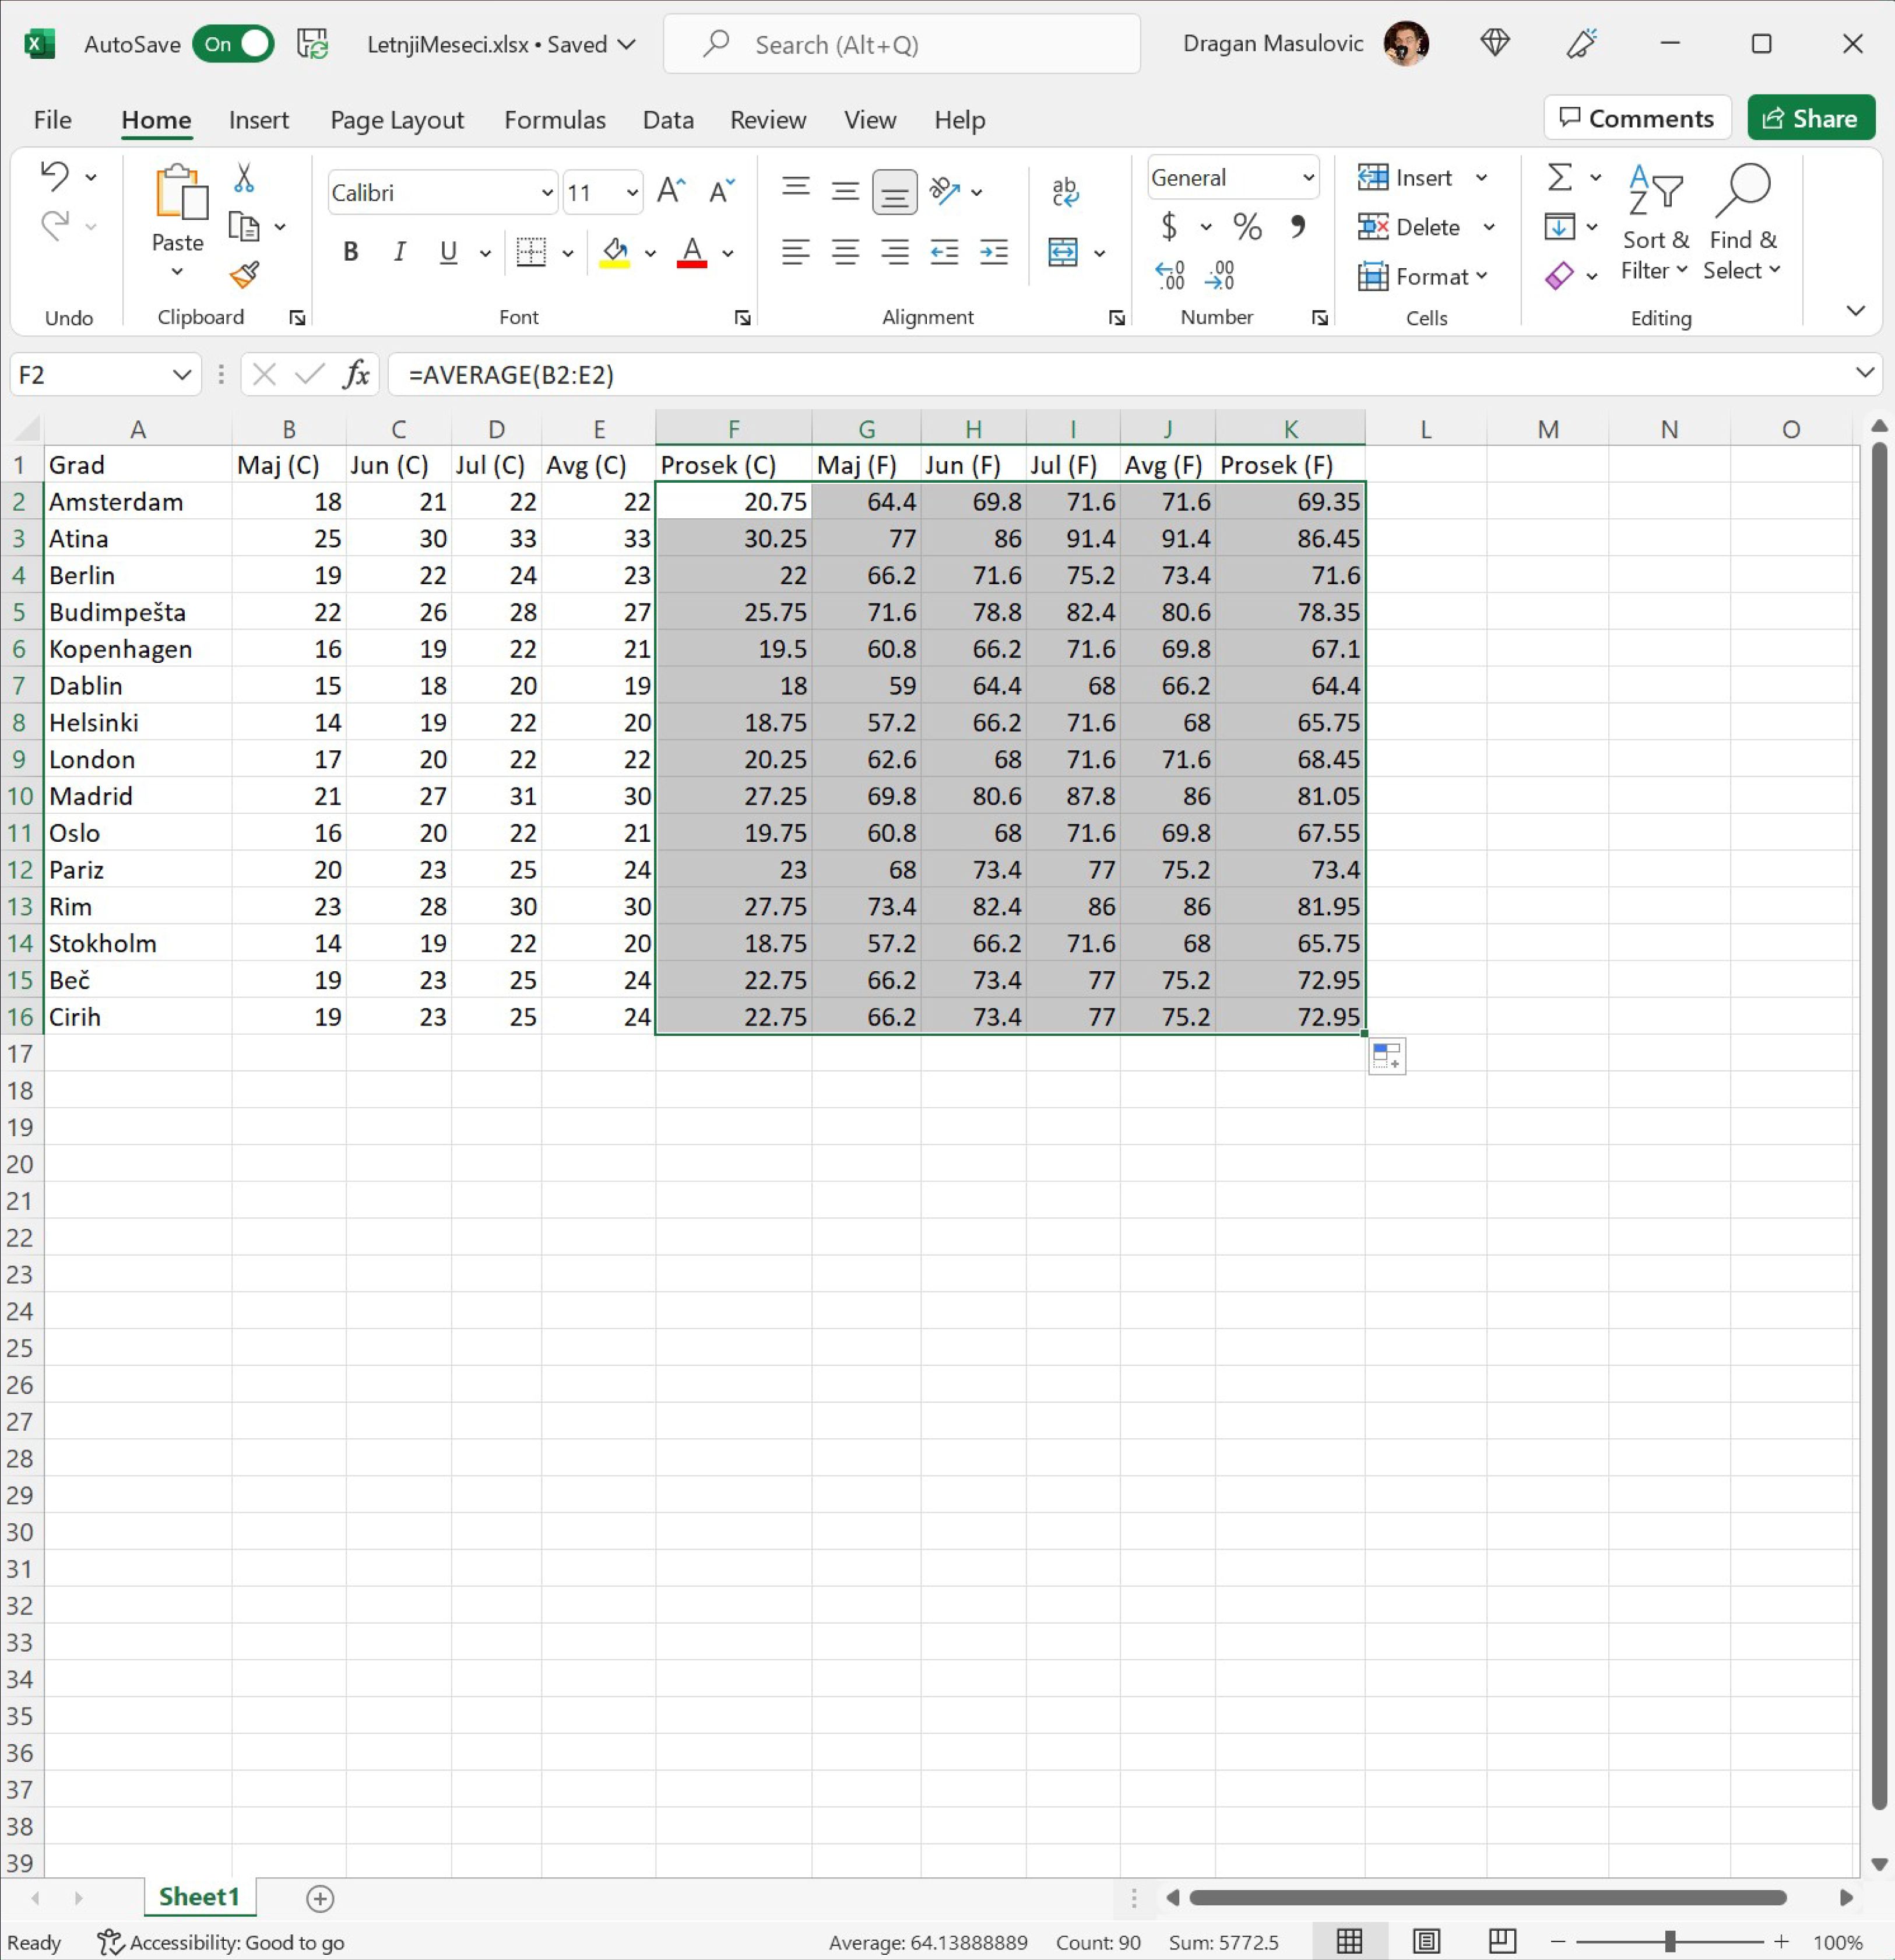 AutoSave On LetnjiMeseci.xlsx • Saved Search (Alt+Q) Dragan Masulovic
File Home Insert Page Layout Formulas Data Review View Help Comments Share
Calibri 11 General Insert
Paste Delete Sort & Filter Find & Select
B I U $ % Format
Undo Clipboard Font Alignment Number Cells Editing
F2 fx =AVERAGE(B2:E2)
A B C D E F G H I J K L M N O
1 Grad Maj (C) Jun (C) Jul (C) Avg (C) Prosek (C) Maj (F) Jun (F) Jul (F) Avg (F) Prosek (F)
2 Amsterdam 18 21 22 22 20.75 64.4 69.8 71.6 71.6 69.35
3 Atina 25 30 33 33 30.25 77 86 91.4 91.4 86.45
4 Berlin 19 22 24 23 22 66.2 71.6 75.2 73.4 71.6
5 Budimpešta 22 26 28 27 25.75 71.6 78.8 82.4 80.6 78.35
6 Kopenhagen 16 19 22 21 19.5 60.8 66.2 71.6 69.8 67.1
7 Dablin 15 18 20 19 18 59 64.4 68 66.2 64.4
8 Helsinki 14 19 22 20 18.75 57.2 66.2 71.6 68 65.75
9 London 17 20 22 22 20.25 62.6 68 71.6 71.6 68.45
10 Madrid 21 27 31 30 27.25 69.8 80.6 87.8 86 81.05
11 Oslo 16 20 22 21 19.75 60.8 68 71.6 69.8 67.55
12 Pariz 20 23 25 24 23 68 73.4 77 75.2 73.4
13 Rim 23 28 30 30 27.75 73.4 82.4 86 86 81.95
14 Stokholm 14 19 22 20 18.75 57.2 66.2 71.6 68 65.75
15 Beč 19 23 25 24 22.75 66.2 73.4 77 75.2 72.95
16 Cirih 19 23 25 24 22.75 66.2 73.4 77 75.2 72.95
17
18
19
20
21
22
23
24
25
26
27
28
29
30
31
32
33
34
35
36
37
38
39
Sheet1
Ready Accessibility: Good to go Average: 64.13888889 Count: 90 Sum: 5772.5 100%